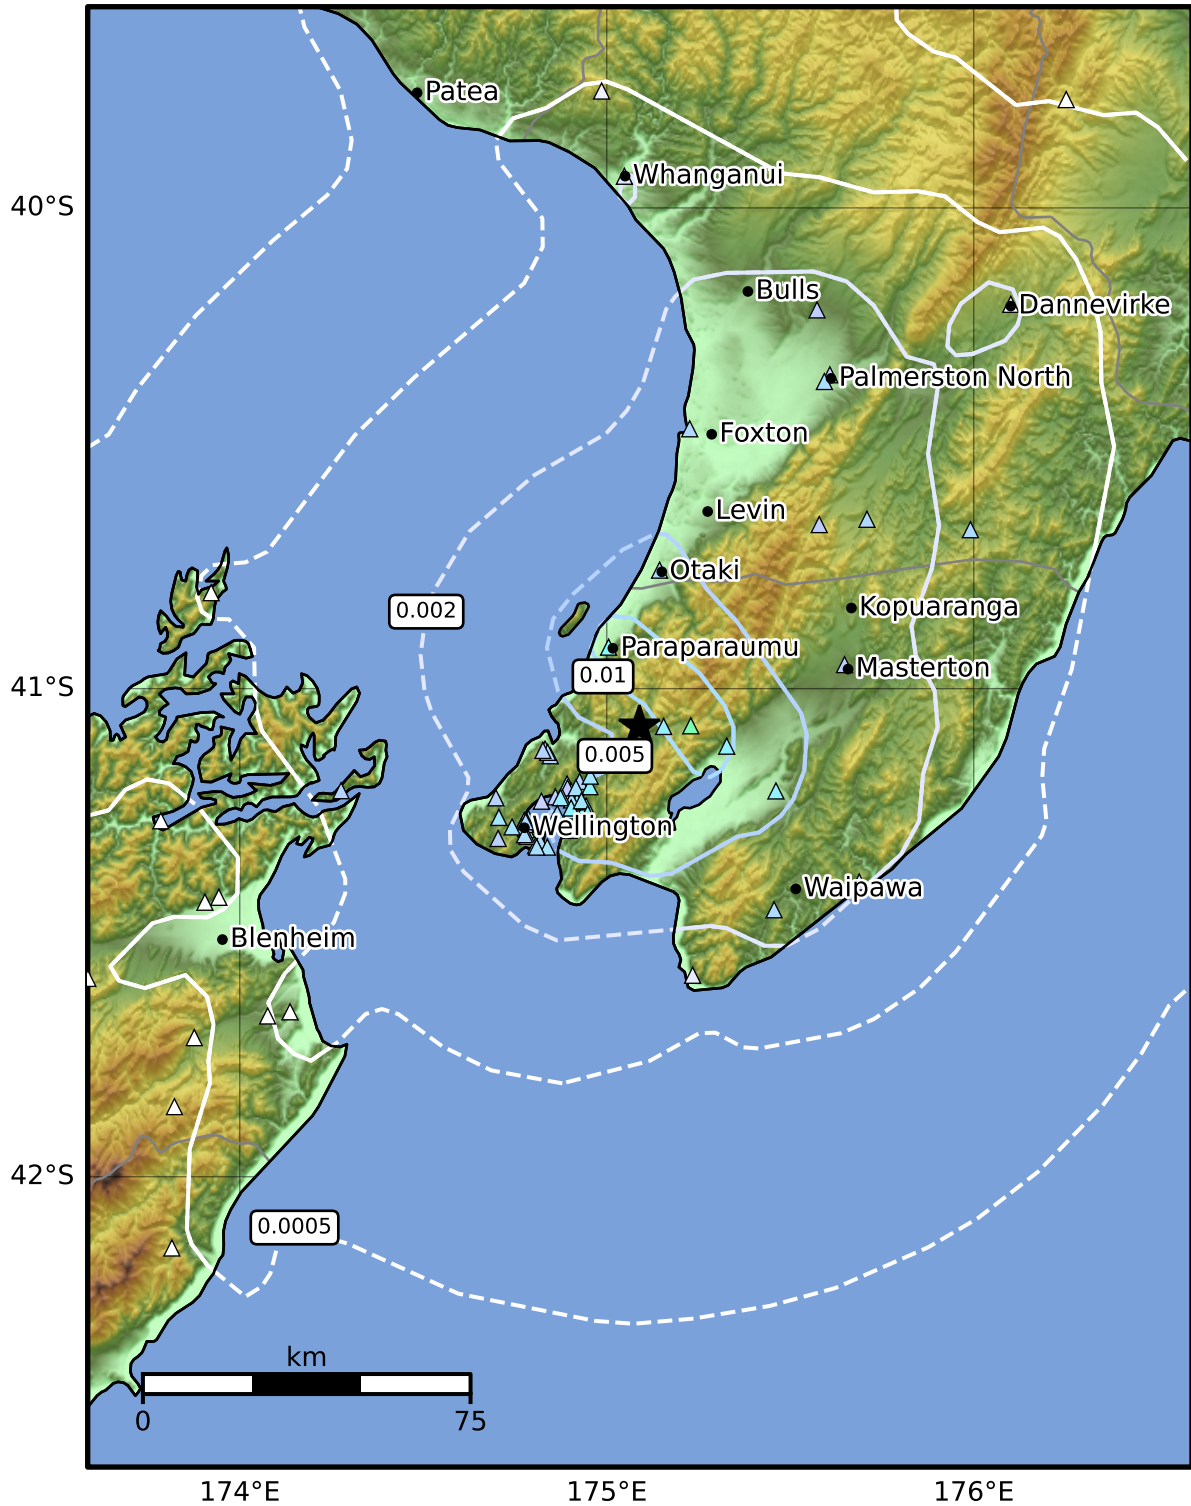 Patea
Whanganui
40°S
Bulls
Dannevirke
Palmerston North
Foxton
Levin
Otaki
0.002
Kopuaranga
Paraparaumu
Masterton
0.01
41°S
0.005
Wellington
Waipawa
Blenheim
42°S
0.0005
km
0
75
174°E
175°E
176°E